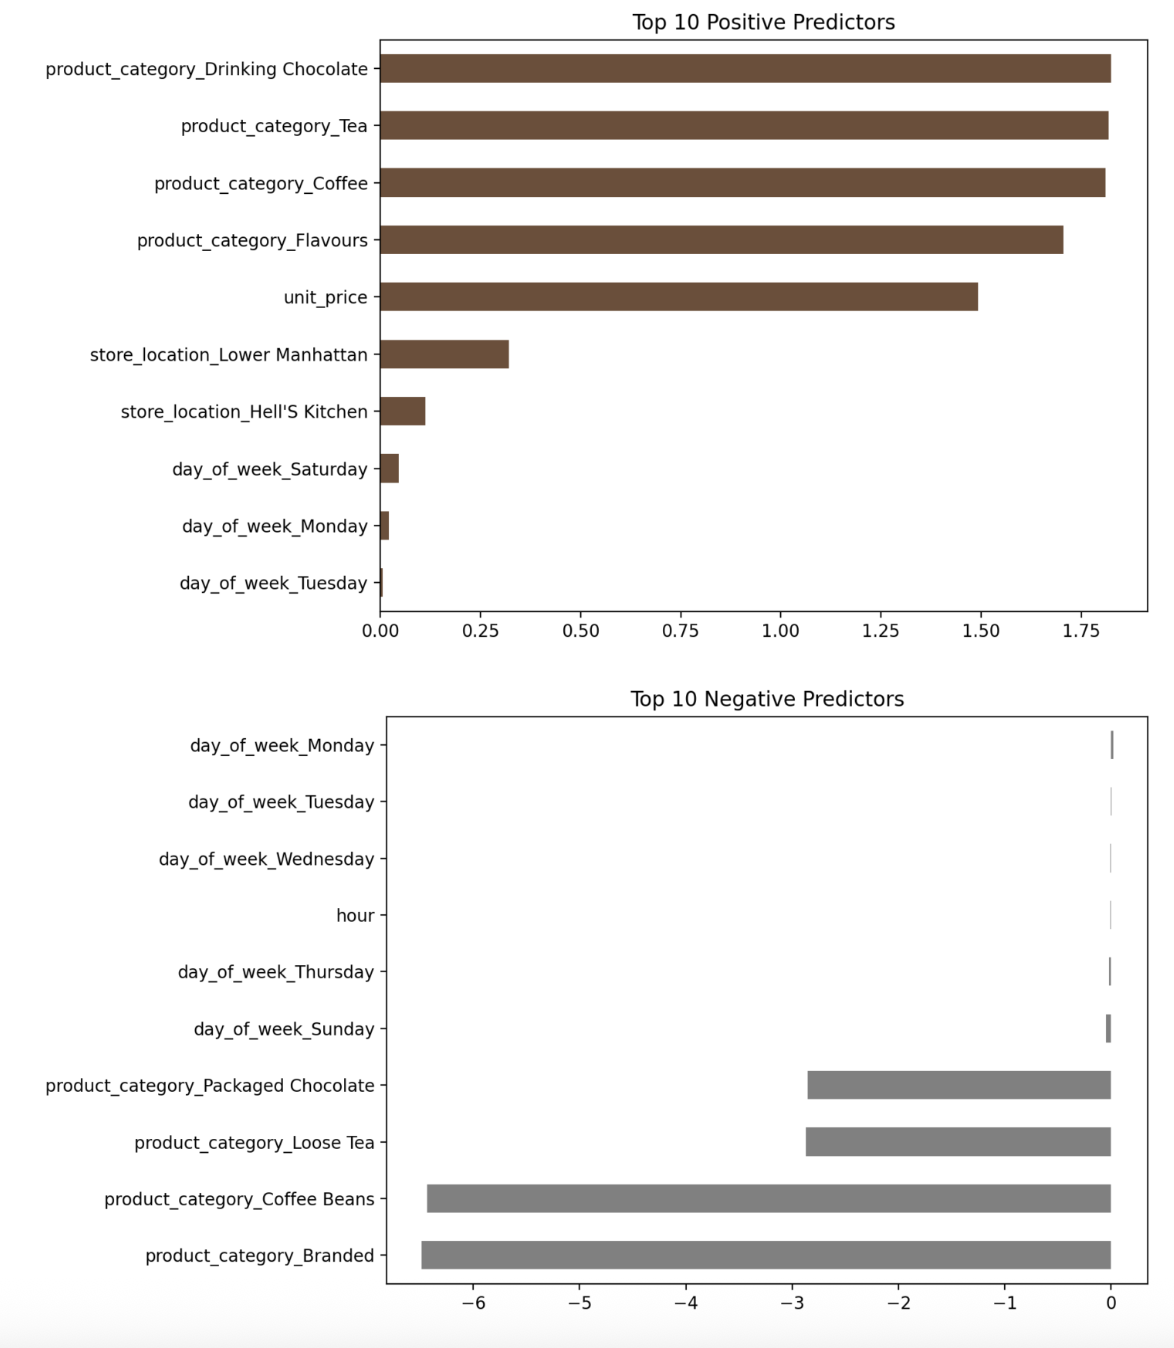 Top 10 Positive Predictors
product_category_Drinking Chocolate
product_category_Tea
product_category_Coffee
product_category_Flavours
unit_price
store_location_Lower Manhattan
store_location_Hell'S Kitchen
day_of_week_Saturday
day_of_week_Monday
day_of_week_Tuesday
0.00 0.25 0.50 0.75 1.00 1.25 1.50 1.75
Top 10 Negative Predictors
day_of_week_Monday
day_of_week_Tuesday
day_of_week_Wednesday
hour
day_of_week_Thursday
day_of_week_Sunday
product_category_Packaged Chocolate
product_category_Loose Tea
product_category_Coffee Beans
product_category_Branded
−6 −5 −4 −3 −2 −1 0